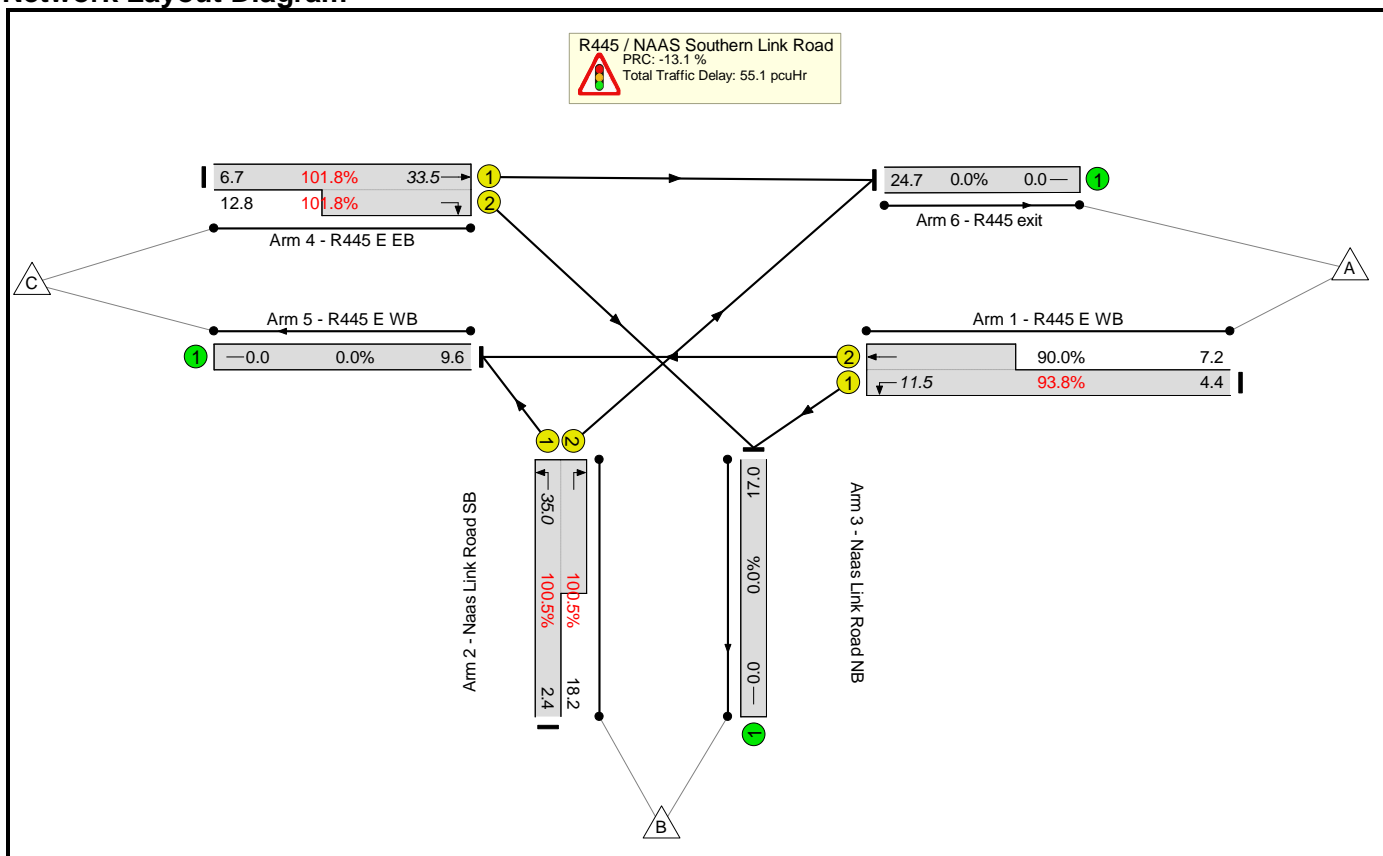 Network Layout Diagram
R445 / NAAS Southern Link Road
PRC: -13.1 %
Total Traffic Delay: 55.1 pcuHr
6.7 101.8% 33.5 1
12.8 101.8% 2
Arm 4 - R445 E EB
24.7 0.0% 0.0 1
Arm 6 - R445 exit
C
A
Arm 5 - R445 E WB
1 0.0 0.0% 9.6
Arm 1 - R445 E WB
2 90.0% 7.2
1 11.5 93.8% 4.4
1 2
Arm 2 - Naas Link Road SB
35.0 100.5% 2.4
100.5% 18.2
17.0 0.0% 0.0
1
Arm 3 - Naas Link Road NB
B